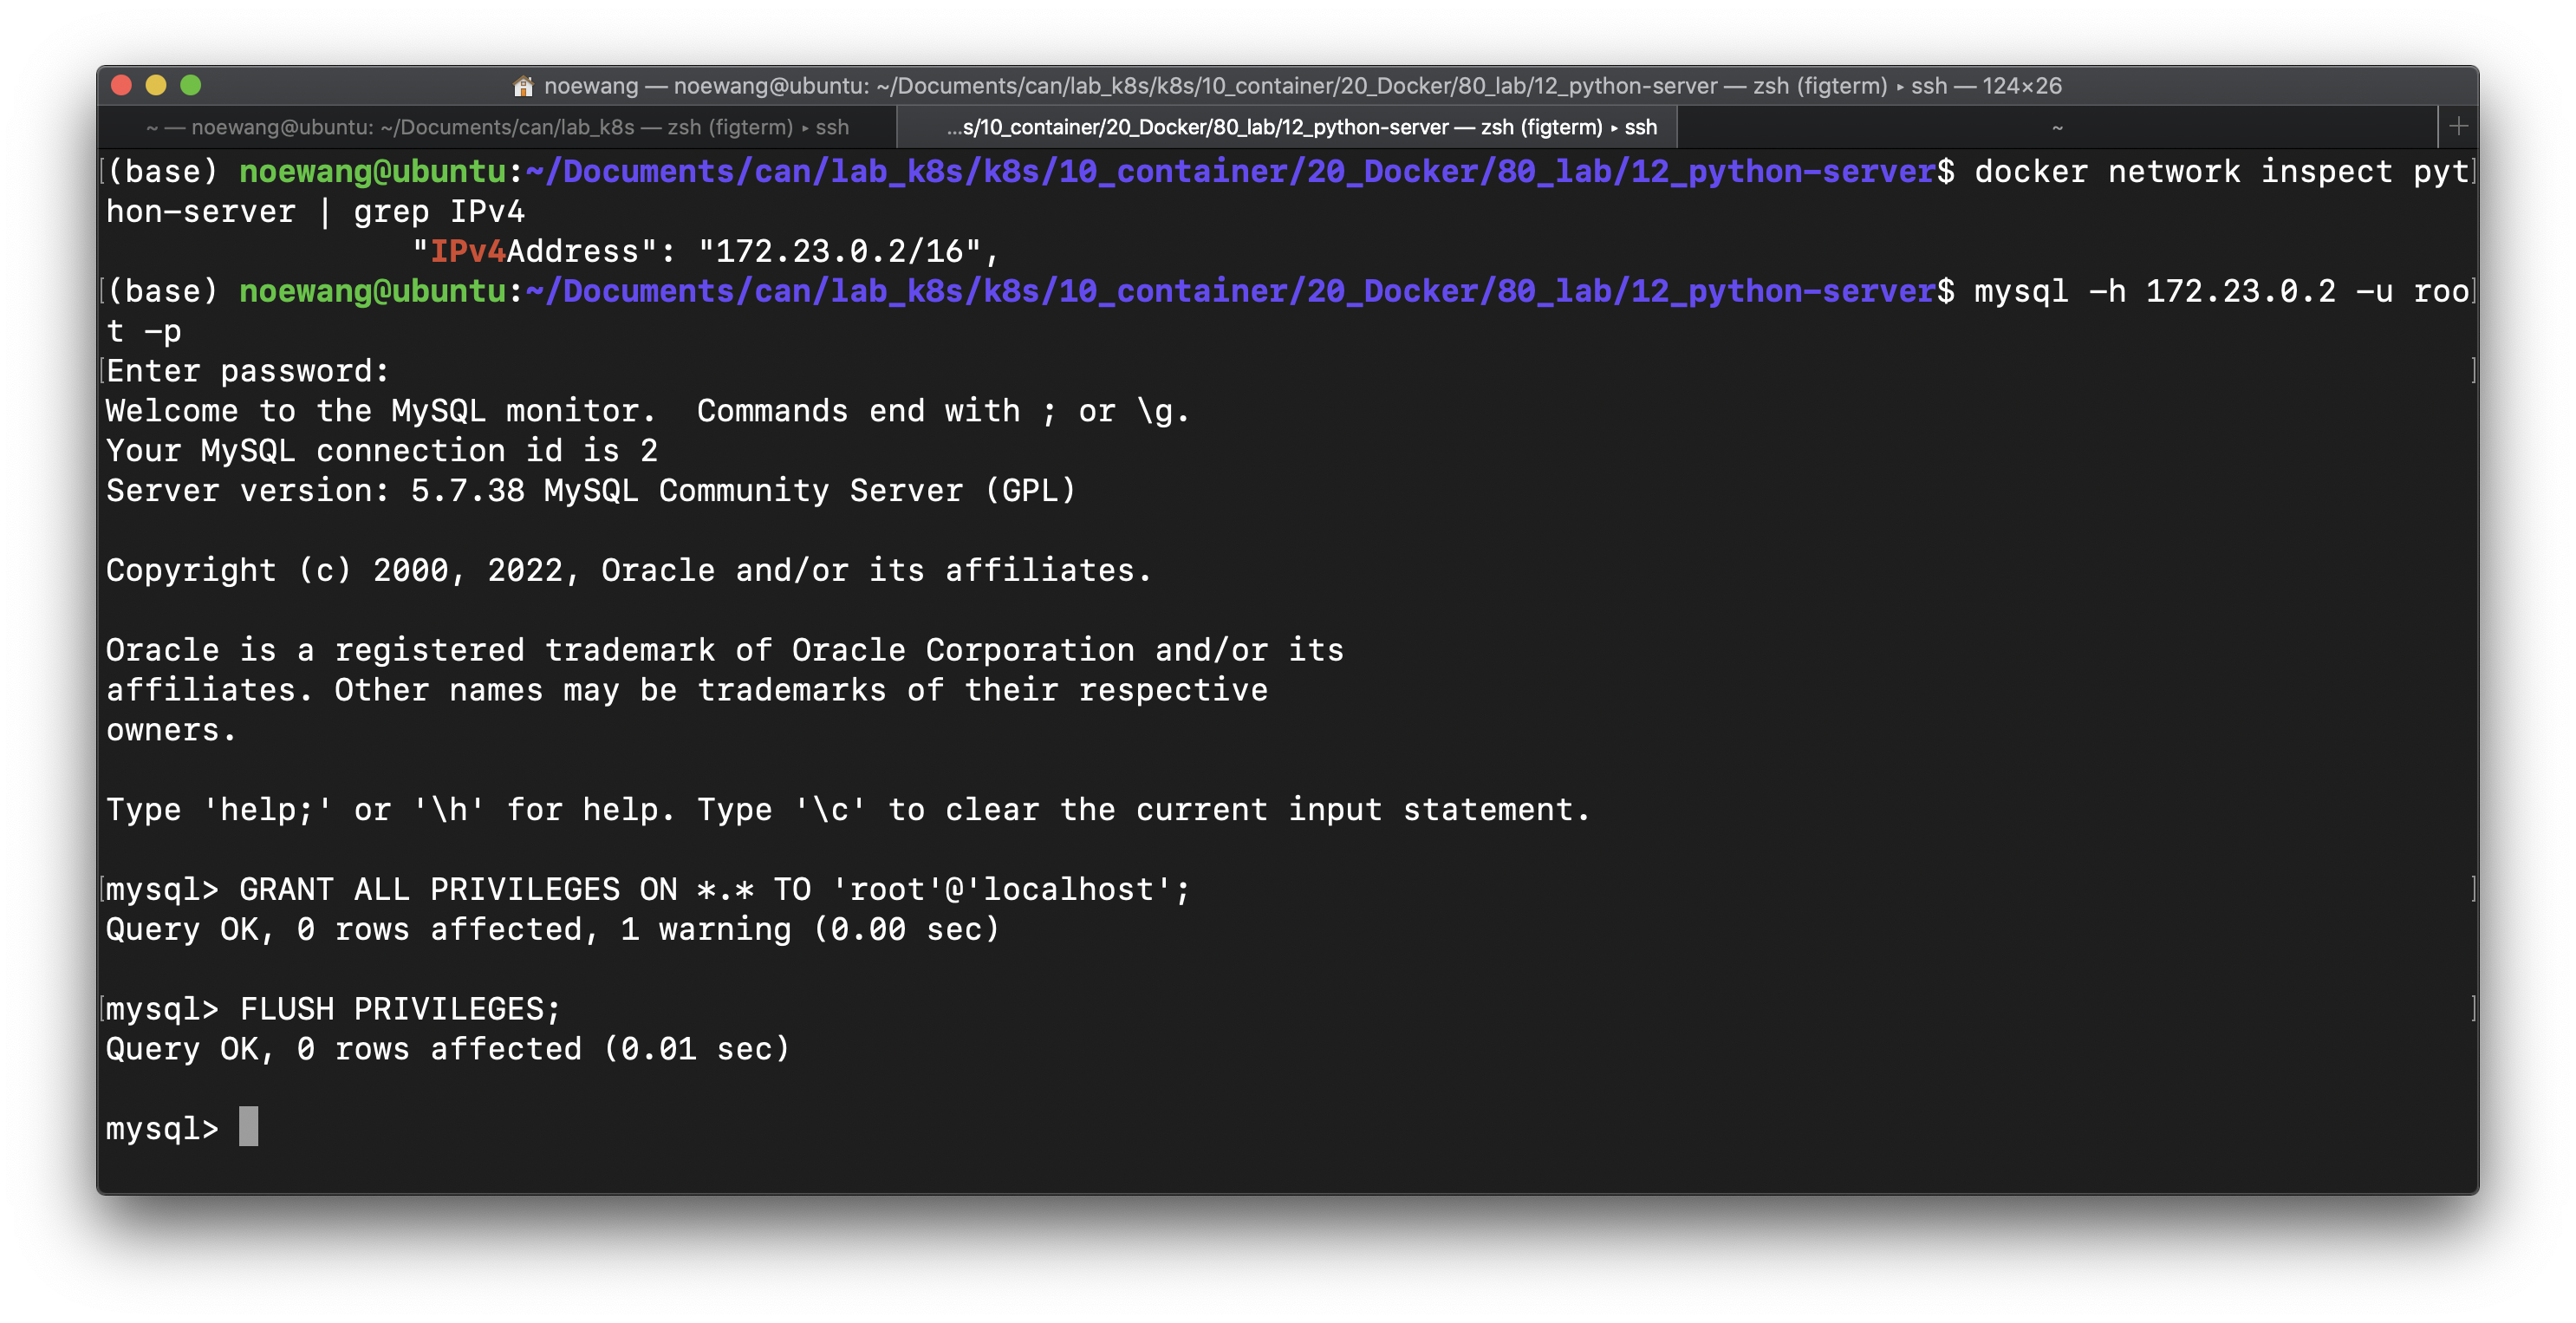 noewang — noewang@ubuntu: ~/Documents/can/lab_k8s/k8s/10_container/20_Docker/80_lab/12_python-server — zsh (figterm) ▸ ssh — 124×26
~ — noewang@ubuntu: ~/Documents/can/lab_k8s — zsh (figterm) ▸ ssh
...s/10_container/20_Docker/80_lab/12_python-server — zsh (figterm) ▸ ssh
~
+
(base) noewang@ubuntu:~/Documents/can/lab_k8s/k8s/10_container/20_Docker/80_lab/12_python-server$ docker network inspect pyt
hon-server | grep IPv4
"IPv4Address": "172.23.0.2/16",
(base) noewang@ubuntu:~/Documents/can/lab_k8s/k8s/10_container/20_Docker/80_lab/12_python-server$ mysql -h 172.23.0.2 -u roo
t -p
Enter password:
Welcome to the MySQL monitor.  Commands end with ; or \g.
Your MySQL connection id is 2
Server version: 5.7.38 MySQL Community Server (GPL)
Copyright (c) 2000, 2022, Oracle and/or its affiliates.
Oracle is a registered trademark of Oracle Corporation and/or its
affiliates. Other names may be trademarks of their respective
owners.
Type 'help;' or '\h' for help. Type '\c' to clear the current input statement.
mysql> GRANT ALL PRIVILEGES ON *.* TO 'root'@'localhost';
Query OK, 0 rows affected, 1 warning (0.00 sec)
mysql> FLUSH PRIVILEGES;
Query OK, 0 rows affected (0.01 sec)
mysql>